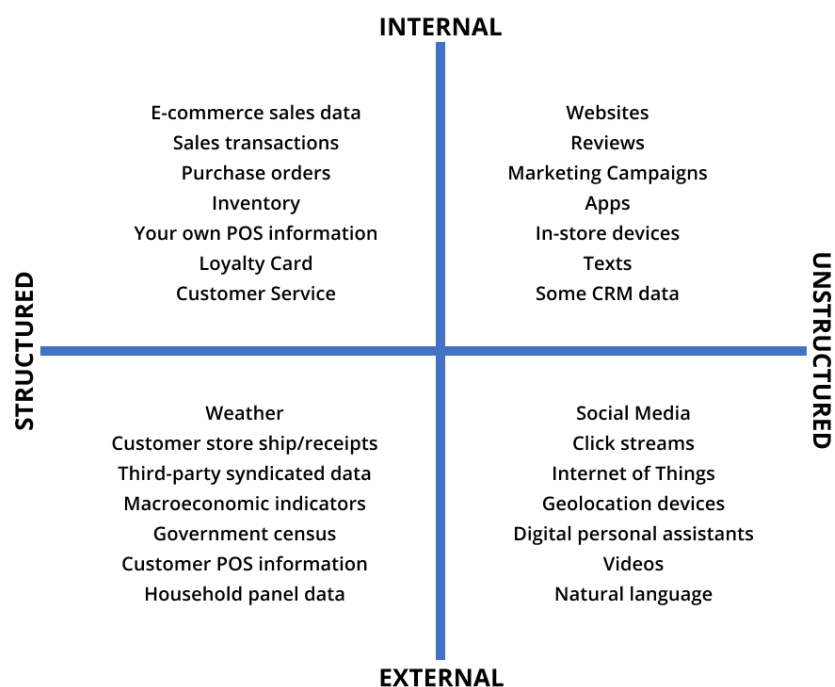 INTERNAL
E-commerce sales data
Sales transactions
Purchase orders
Inventory
Your own POS information
Loyalty Card
Customer Service
Websites
Reviews
Marketing Campaigns
Apps
In-store devices
Texts
Some CRM data
STRUCTURED
UNSTRUCTURED
Weather
Customer store ship/receipts
Third-party syndicated data
Macroeconomic indicators
Government census
Customer POS information
Household panel data
Social Media
Click streams
Internet of Things
Geolocation devices
Digital personal assistants
Videos
Natural language
EXTERNAL